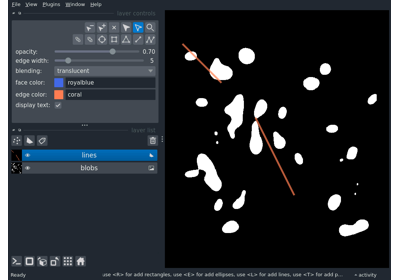 File View Plugins Window Help
layer controls
opacity: 0.70
edge width: 5
blending: translucent
face color: royalblue
edge color: coral
display text:
layer list
lines
blobs
Ready use <R> for add rectangles, use <E> for add ellipses, use <L> for add lines, use <T> for add p... activity